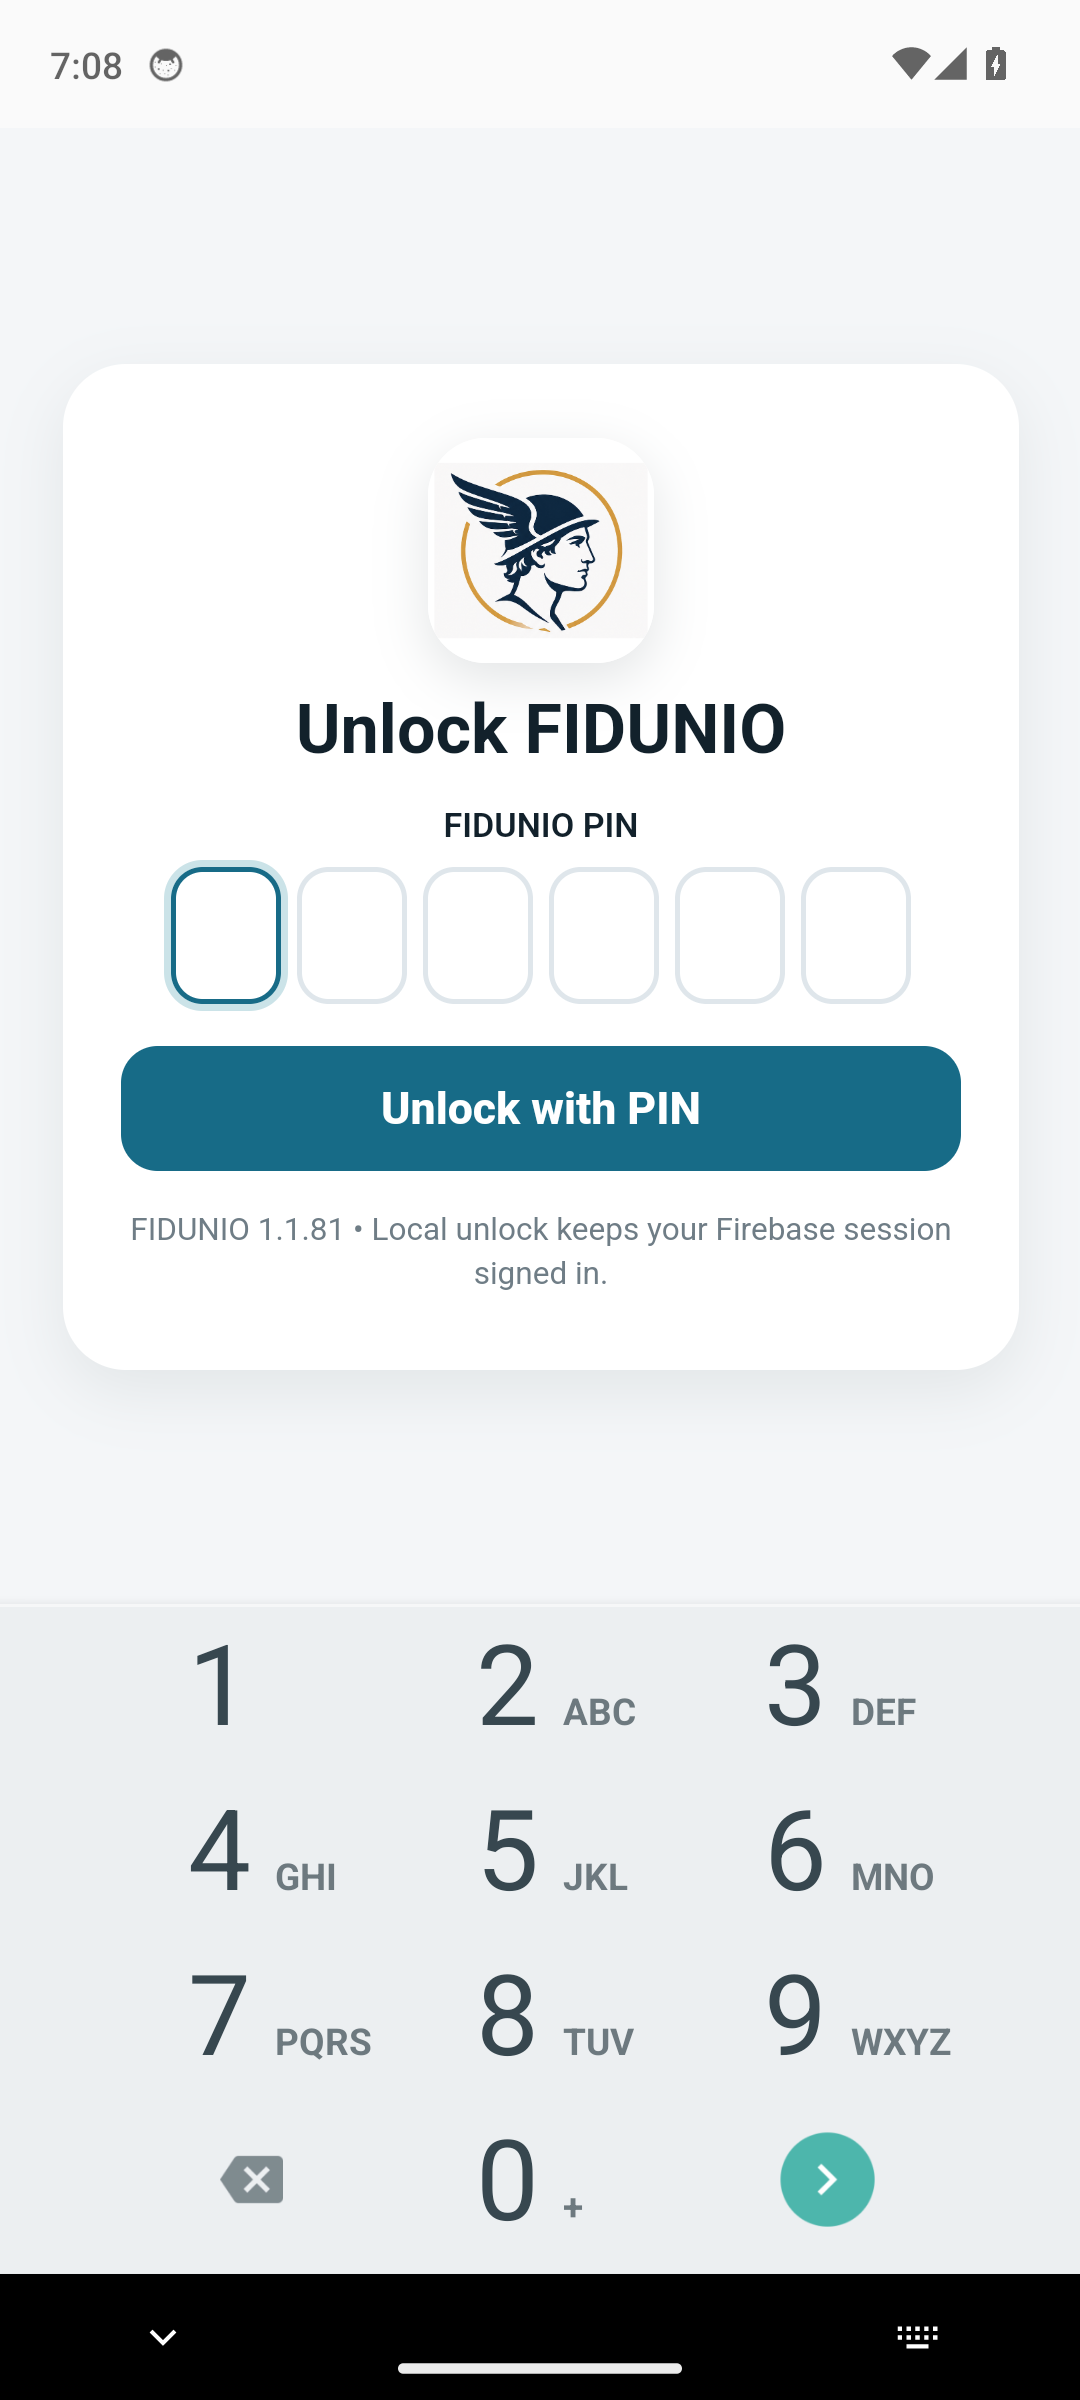 7:08
Unlock FIDUNIO
FIDUNIO PIN
Unlock with PIN
FIDUNIO 1.1.81 • Local unlock keeps your Firebase session
signed in.
1
2 ABC
3 DEF
4 GHI
5 JKL
6 MNO
7 PQRS
8 TUV
9 WXYZ
0 +